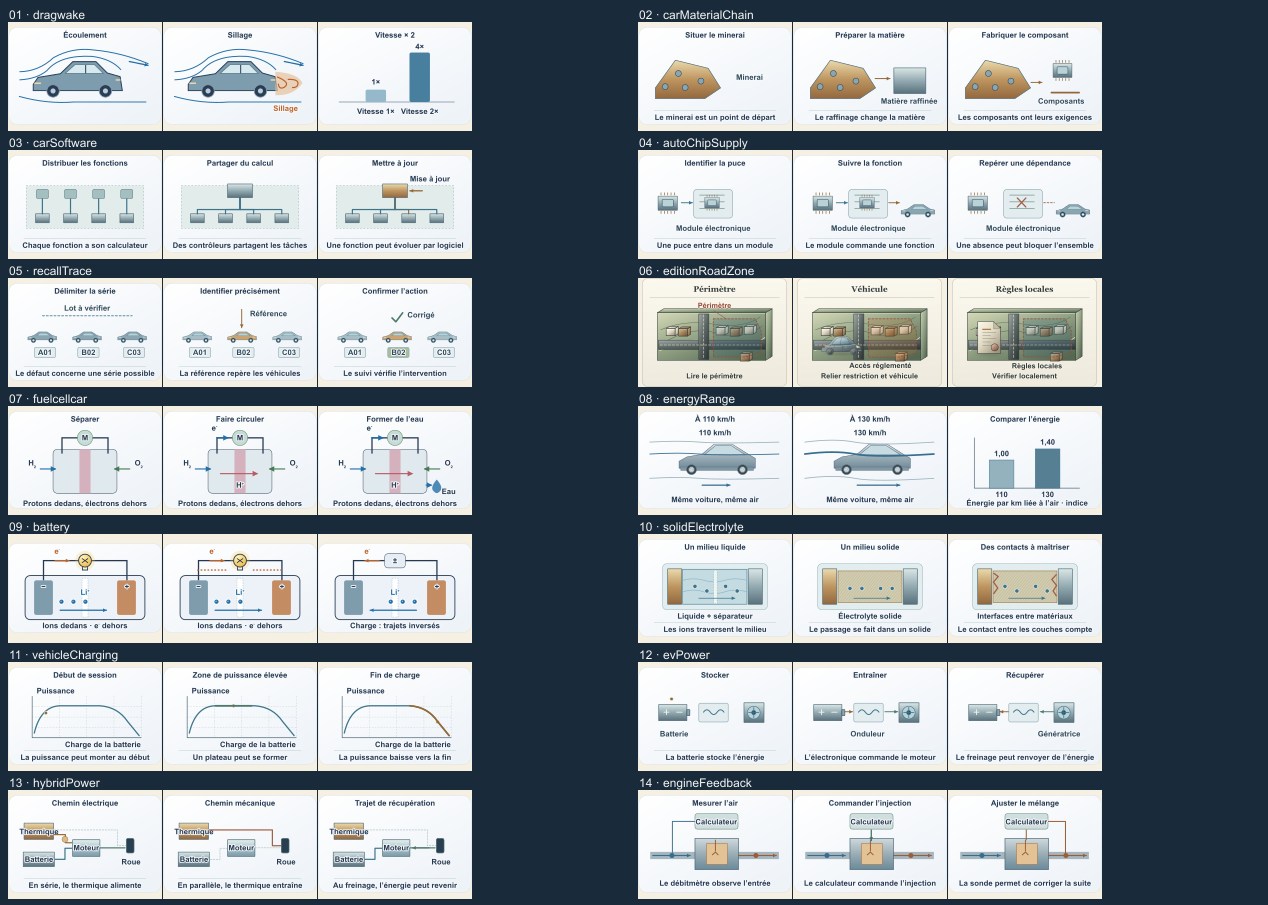 01 · dragwake
Écoulement
Sillage
Sillage
Vitesse × 2
4×
1×
Vitesse 1× Vitesse 2×
02 · carMaterialChain
Situer le minerai
Minerai
Le minerai est un point de départ
Préparer la matière
Matière raffinée
Le raffinage change la matière
Fabriquer le composant
Composants
Les composants ont leurs exigences
03 · carSoftware
Distribuer les fonctions
Chaque fonction a son calculateur
Partager du calcul
Des contrôleurs partagent les tâches
Mettre à jour
Mise à jour
Une fonction peut évoluer par logiciel
04 · autoChipSupply
Identifier la puce
Module électronique
Une puce entre dans un module
Suivre la fonction
Module électronique
Le module commande une fonction
Repérer une dépendance
Module électronique
Une absence peut bloquer l'ensemble
05 · recallTrace
Délimiter la série
Lot à vérifier
A01 B02 C03
Le défaut concerne une série possible
Identifier précisément
Référence
A01 B02 C03
La référence repère les véhicules
Confirmer l'action
Corrigé
A01 B02 C03
Le suivi vérifie l'intervention
06 · editionRoadZone
Périmètre
Périmètre
Lire le périmètre
Véhicule
Accès réglementé
Relier restriction et véhicule
Règles locales
Règles locales
Vérifier localement
07 · fuelcellcar
Séparer
M
H₂ O₂
Protons dedans, électrons dehors
Faire circuler
e⁻
M
H₂ O₂
H⁺
Protons dedans, électrons dehors
Former de l'eau
e⁻
M
H₂ O₂
H⁺
Eau
Protons dedans, électrons dehors
08 · energyRange
À 110 km/h
110 km/h
Même voiture, même air
À 130 km/h
130 km/h
Même voiture, même air
Comparer l'énergie
1,40
1,00
110 130
Énergie par km liée à l'air · indice
09 · battery
e⁻
− +
Li⁺
Ions dedans · e⁻ dehors
e⁻
− +
Li⁺
Ions dedans · e⁻ dehors
e⁻
±
− +
Li⁺
Charge : trajets inversés
10 · solidElectrolyte
Un milieu liquide
Liquide + séparateur
Les ions traversent le milieu
Un milieu solide
Électrolyte solide
Le passage se fait dans un solide
Des contacts à maîtriser
Interfaces entre matériaux
Le contact entre les couches compte
11 · vehicleCharging
Début de session
Puissance
Charge de la batterie
La puissance peut monter au début
Zone de puissance élevée
Puissance
Charge de la batterie
Un plateau peut se former
Fin de charge
Puissance
Charge de la batterie
La puissance baisse vers la fin
12 · evPower
Stocker
+ −
Batterie
La batterie stocke l'énergie
Entraîner
+ −
Onduleur
L'électronique commande le moteur
Récupérer
+ −
Génératrice
Le freinage peut renvoyer de l'énergie
13 · hybridPower
Chemin électrique
Thermique
Moteur
Batterie
Roue
En série, le thermique alimente
Chemin mécanique
Thermique
Moteur
Batterie
Roue
En parallèle, le thermique entraîne
Trajet de récupération
Thermique
Moteur
Batterie
Roue
Au freinage, l'énergie peut revenir
14 · engineFeedback
Mesurer l'air
Calculateur
Le débitmètre observe l'entrée
Commander l'injection
Calculateur
Le calculateur commande l'injection
Ajuster le mélange
Calculateur
La sonde permet de corriger la suite